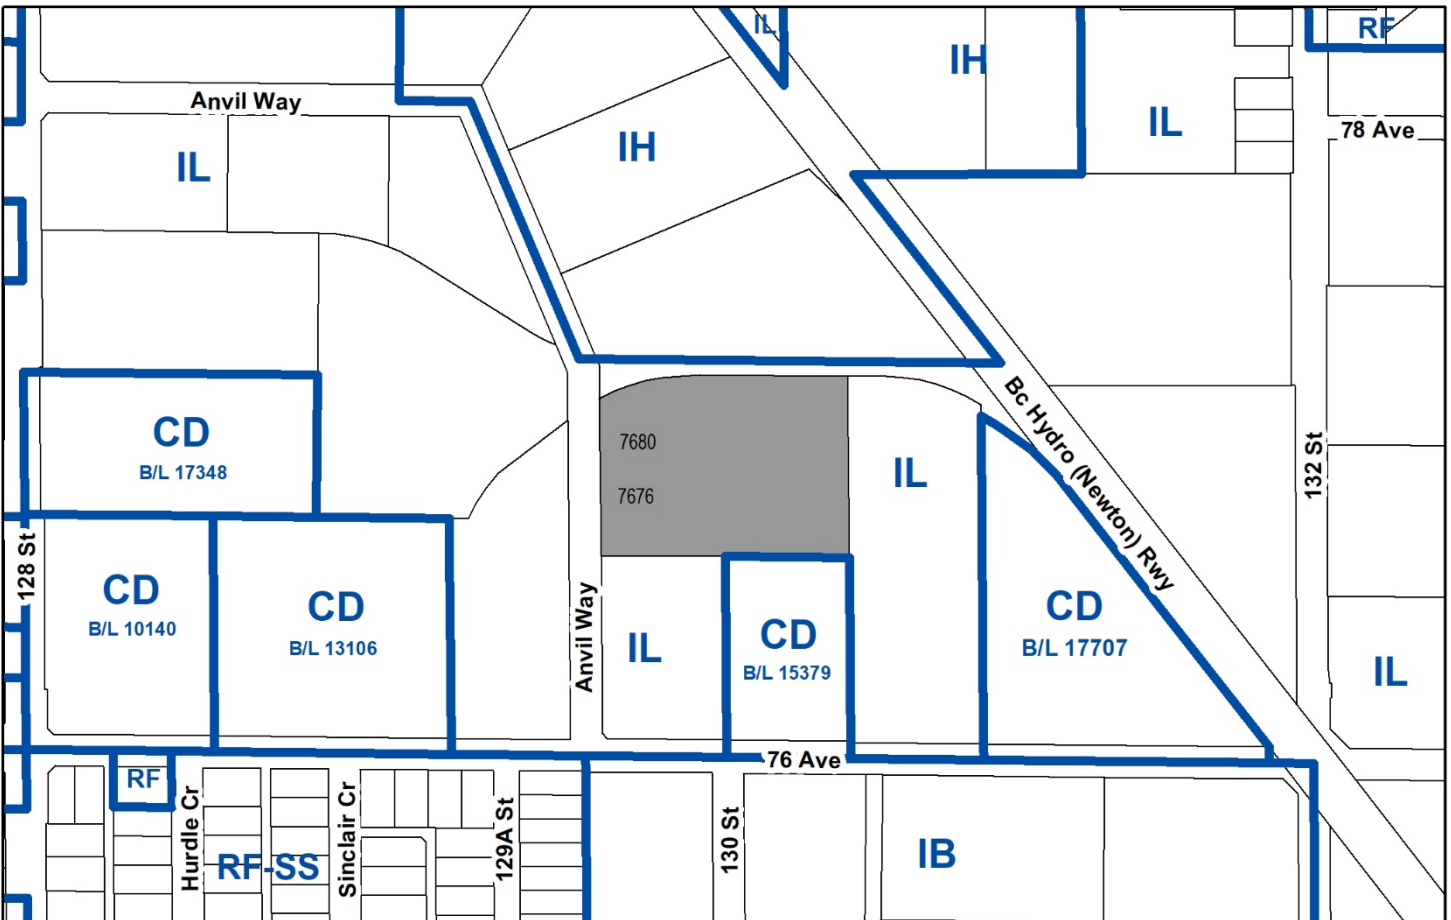 IL
RF
IH
Anvil Way
IL
78 Ave
IH
IL
CD
B/L 17348
7680
7676
IL
Bc Hydro (Newton) Rwy
132 St
128 St
CD
B/L 10140
CD
B/L 13106
Anvil Way
IL
CD
B/L 15379
CD
B/L 17707
IL
76 Ave
RF
Hurdle Cr
Sinclair Cr
129A St
130 St
RF-SS
IB